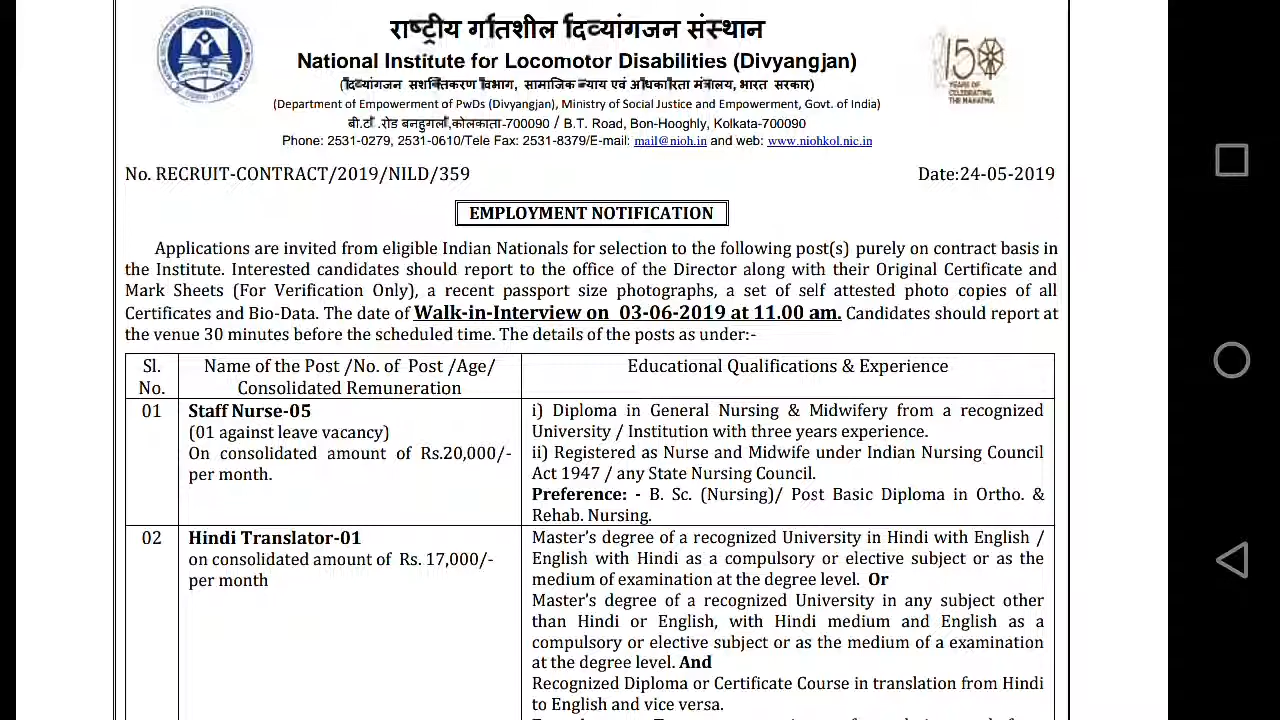 राष्ट्रीय गतिशील दिव्यांगजन संस्थान
National Institute for Locomotor Disabilities (Divyangjan)
(दिव्यांगजन सशक्तिकरण विभाग, सामाजिक न्याय एवं अधिकारिता मंत्रालय, भारत सरकार)
(Department of Empowerment of PwDs (Divyangjan), Ministry of Social Justice and Empowerment, Govt. of India)
बी.टी .रोड बनहुगली,कोलकाता-700090 / B.T. Road, Bon-Hooghly, Kolkata-700090
Phone: 2531-0279, 2531-0610/Tele Fax: 2531-8379/E-mail: mail@nioh.in and web: www.niohkol.nic.in
150
YEARS OF
CELEBRATING
THE MAHATMA
No. RECRUIT-CONTRACT/2019/NILD/359 Date:24-05-2019
EMPLOYMENT NOTIFICATION
Applications are invited from eligible Indian Nationals for selection to the following post(s) purely on contract basis in
the Institute. Interested candidates should report to the office of the Director along with their Original Certificate and
Mark Sheets (For Verification Only), a recent passport size photographs, a set of self attested photo copies of all
Certificates and Bio-Data. The date of Walk-in-Interview on 03-06-2019 at 11.00 am. Candidates should report at
the venue 30 minutes before the scheduled time. The details of the posts as under:-
Sl.
No.
Name of the Post /No. of Post /Age/
Consolidated Remuneration
Educational Qualifications & Experience
01
Staff Nurse-05
(01 against leave vacancy)
On consolidated amount of Rs.20,000/-
per month.
i) Diploma in General Nursing & Midwifery from a recognized
University / Institution with three years experience.
ii) Registered as Nurse and Midwife under Indian Nursing Council
Act 1947 / any State Nursing Council.
Preference: - B. Sc. (Nursing)/ Post Basic Diploma in Ortho. &
Rehab. Nursing.
02
Hindi Translator-01
on consolidated amount of Rs. 17,000/-
per month
Master's degree of a recognized University in Hindi with English /
English with Hindi as a compulsory or elective subject or as the
medium of examination at the degree level. Or
Master's degree of a recognized University in any subject other
than Hindi or English, with Hindi medium and English as a
compulsory or elective subject or as the medium of a examination
at the degree level. And
Recognized Diploma or Certificate Course in translation from Hindi
to English and vice versa.